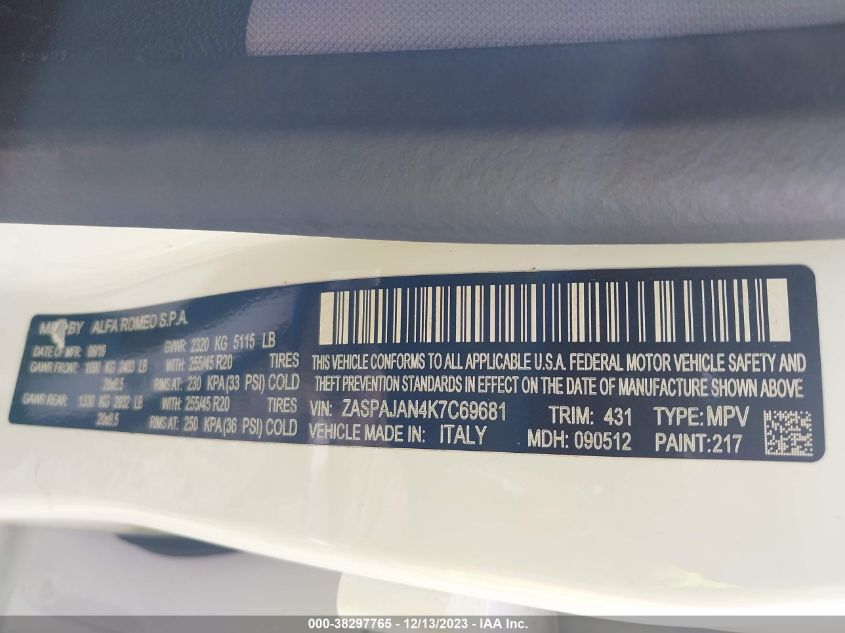 MFD BY ALFA ROMEO S.P.A.
DATE OF MFR 09/18 GVWR: 2320 KG 5115 LB
GAWR FRONT: 1090 KG 2403 LB WITH: 255/45 R20 TIRES
20x8.5 RIMS AT: 230 KPA(33 PSI) COLD
GAWR REAR: 1330 KG 2932 LB WITH: 255/45 R20 TIRES
20x8.5 RIMS AT: 250 KPA(36 PSI) COLD
THIS VEHICLE CONFORMS TO ALL APPLICABLE U.S.A. FEDERAL MOTOR VEHICLE SAFETY AND
THEFT PREVENTION STANDARDS IN EFFECT ON THE DATE OF MANUFACTURE SHOWN ABOVE
VIN: ZASPAJAN4K7C69681 TRIM: 431 TYPE: MPV
VEHICLE MADE IN: ITALY MDH: 090512 PAINT:217
000-38297765 - 12/13/2023 - IAA Inc.